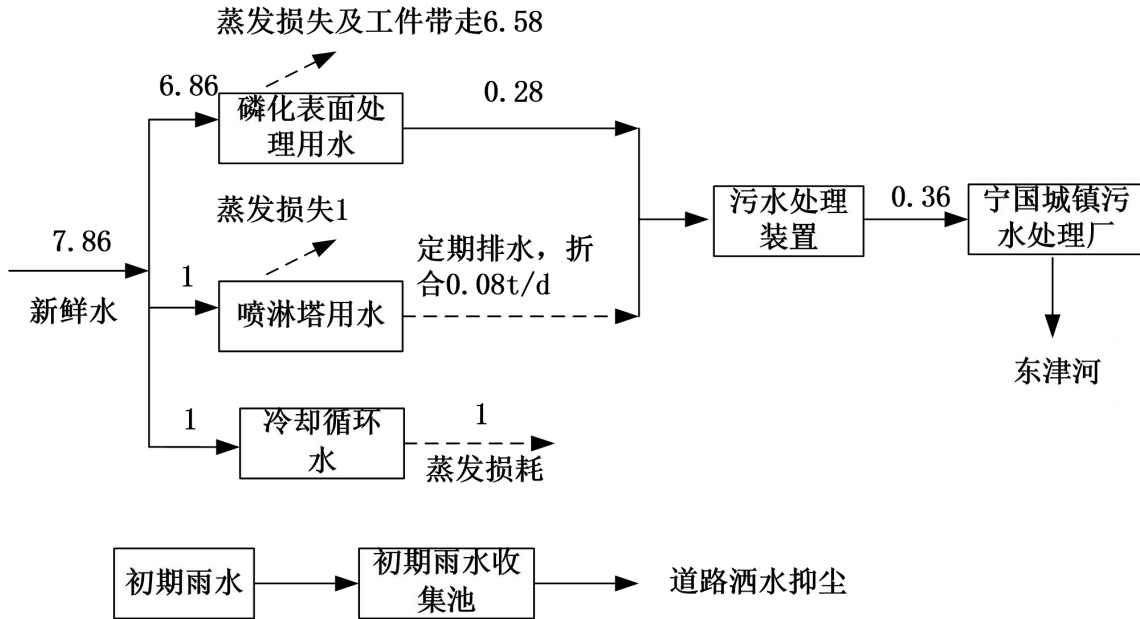 蒸发损失及工件带走6.58
6.86
磷化表面处
理用水
0.28
蒸发损失1
7.86
新鲜水
1
喷淋塔用水
定期排水，折
合0.08t/d
污水处理
装置
0.36
宁国城镇污
水处理厂
东津河
1
冷却循环
水
1
蒸发损耗
初期雨水
初期雨水收
集池
道路洒水抑尘